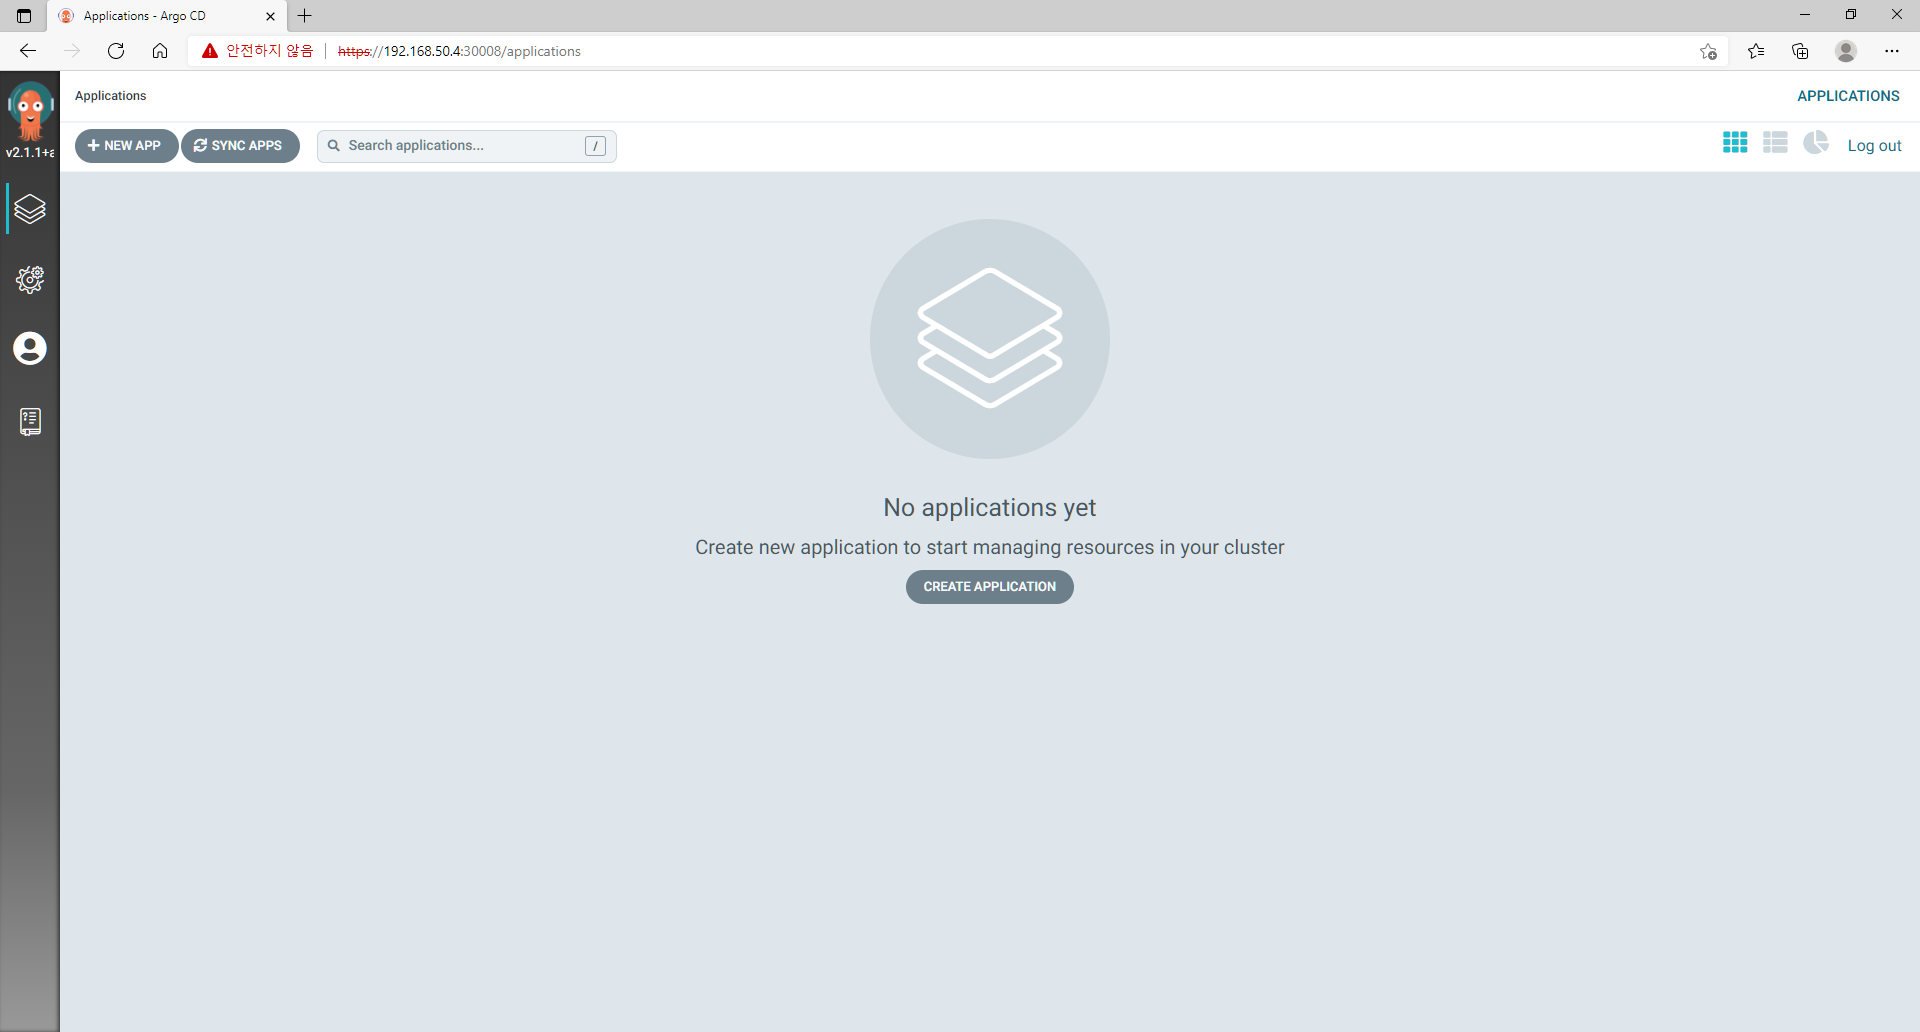 Applications - Argo CD
안전하지 않음 https://192.168.50.4:30008/applications
v2.1.1+a
Applications
APPLICATIONS
NEW APP
SYNC APPS
Search applications...
/
Log out
No applications yet
Create new application to start managing resources in your cluster
CREATE APPLICATION